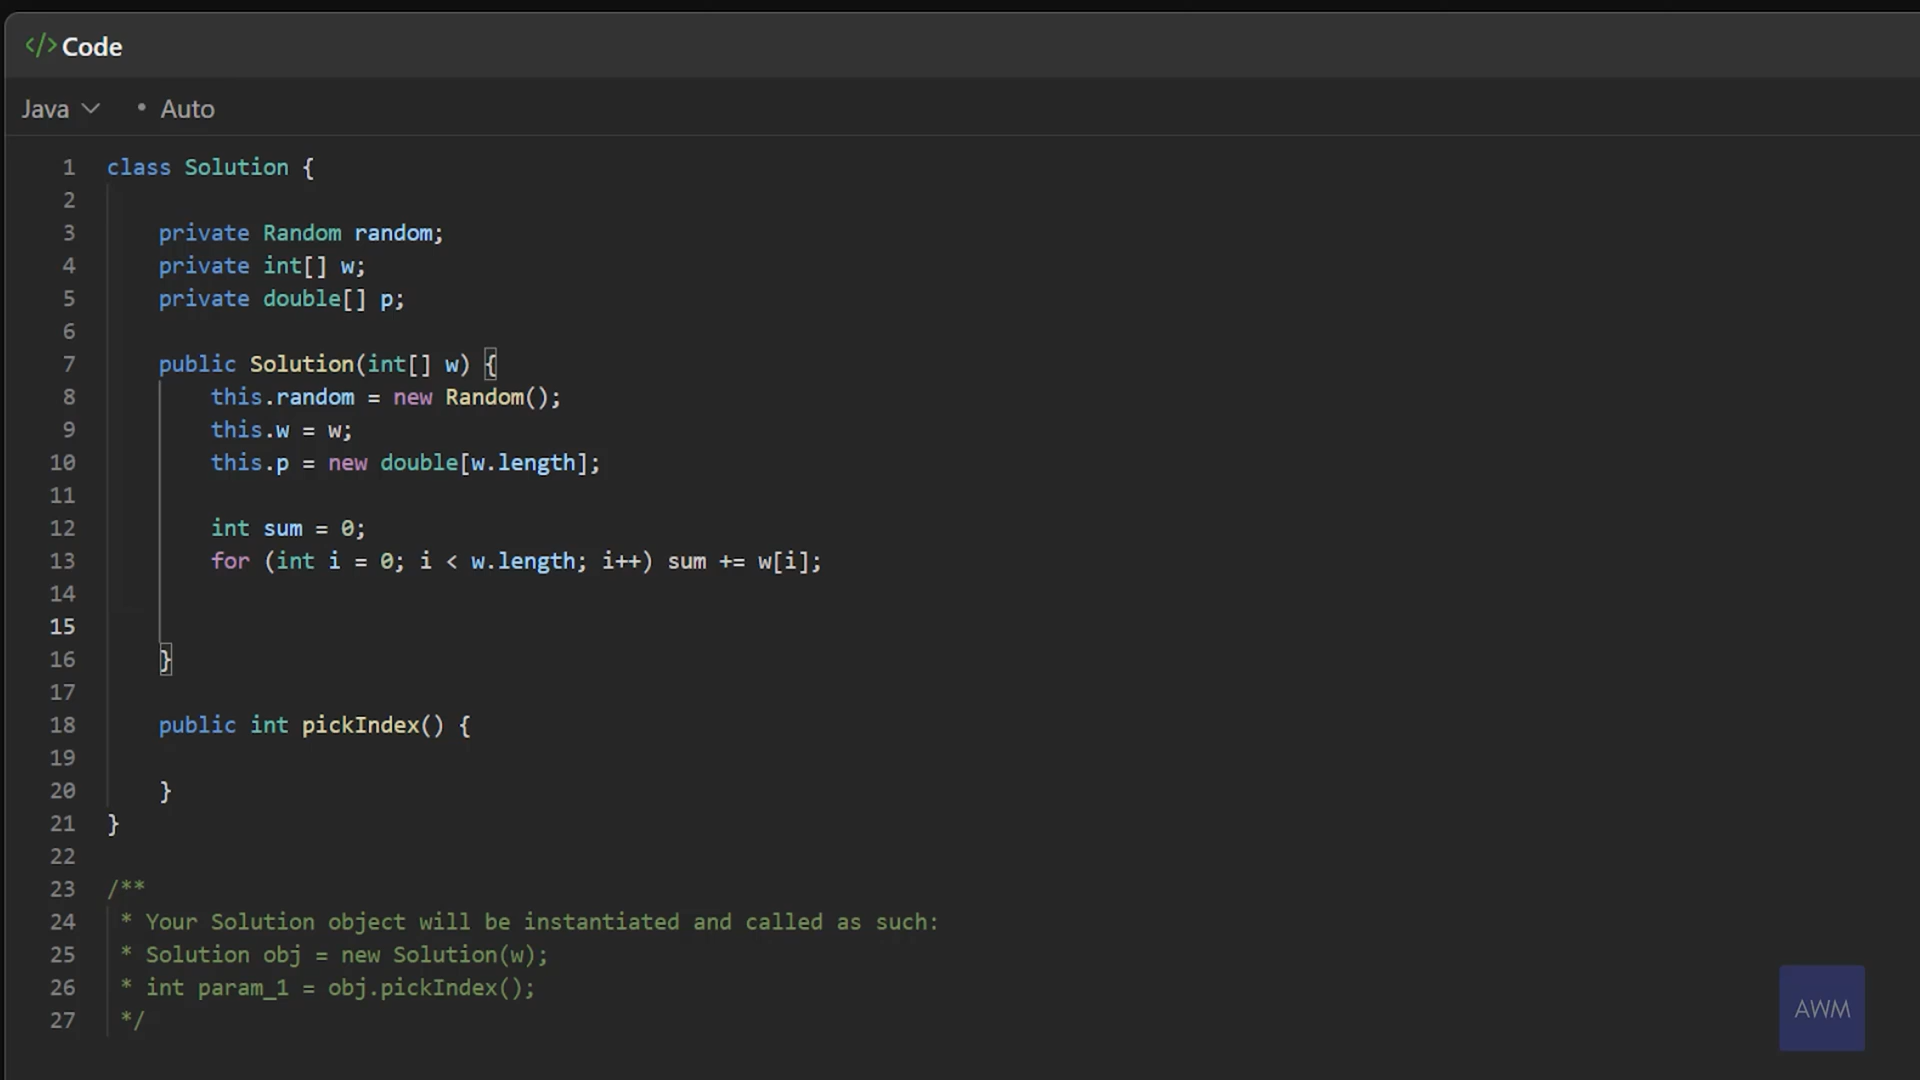 </> Code
Java • Auto
1 class Solution {
2
3 private Random random;
4 private int[] w;
5 private double[] p;
6
7 public Solution(int[] w) {
8 this.random = new Random();
9 this.w = w;
10 this.p = new double[w.length];
11
12 int sum = 0;
13 for (int i = 0; i < w.length; i++) sum += w[i];
14
15
16 }
17
18 public int pickIndex() {
19
20 }
21 }
22
23 /**
24 * Your Solution object will be instantiated and called as such:
25 * Solution obj = new Solution(w);
26 * int param_1 = obj.pickIndex();
27 */
AWM